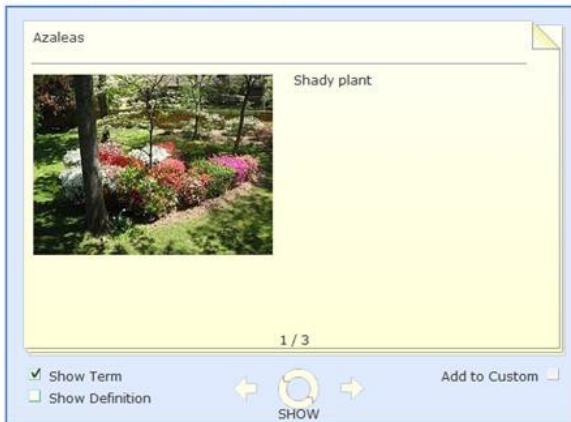 Azaleas
Shady plant
1 / 3
Show Term
Show Definition
SHOW
Add to Custom